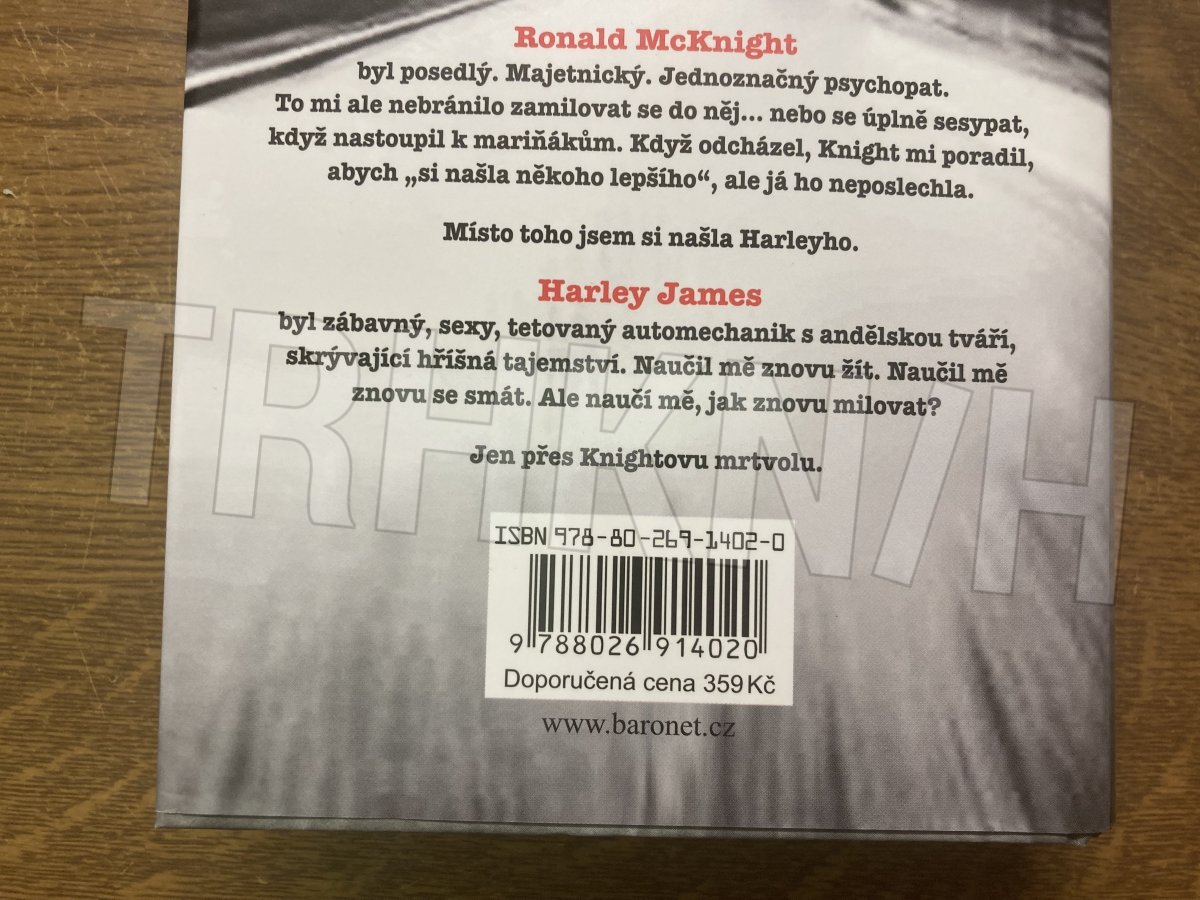 Ronald McKnight
byl posedlý. Majetnický. Jednoznačný psychopat.
To mi ale nebránilo zamilovat se do něj... nebo se úplně sesypat,
když nastoupil k mariňákům. Když odcházel, Knight mi poradil,
abych „si našla někoho lepšího“, ale já ho neposlechla.
Místo toho jsem si našla Harleyho.
Harley James
byl zábavný, sexy, tetovaný automechanik s andělskou tváří,
skrývající hříšná tajemství. Naučil mě znovu žít. Naučil mě
znovu se smát. Ale naučí mě, jak znovu milovat?
Jen přes Knightovu mrtvolu.
TRHKNIH
ISBN 978-80-269-1402-0
9 788026 914020
Doporučená cena 359 Kč
www.baronet.cz